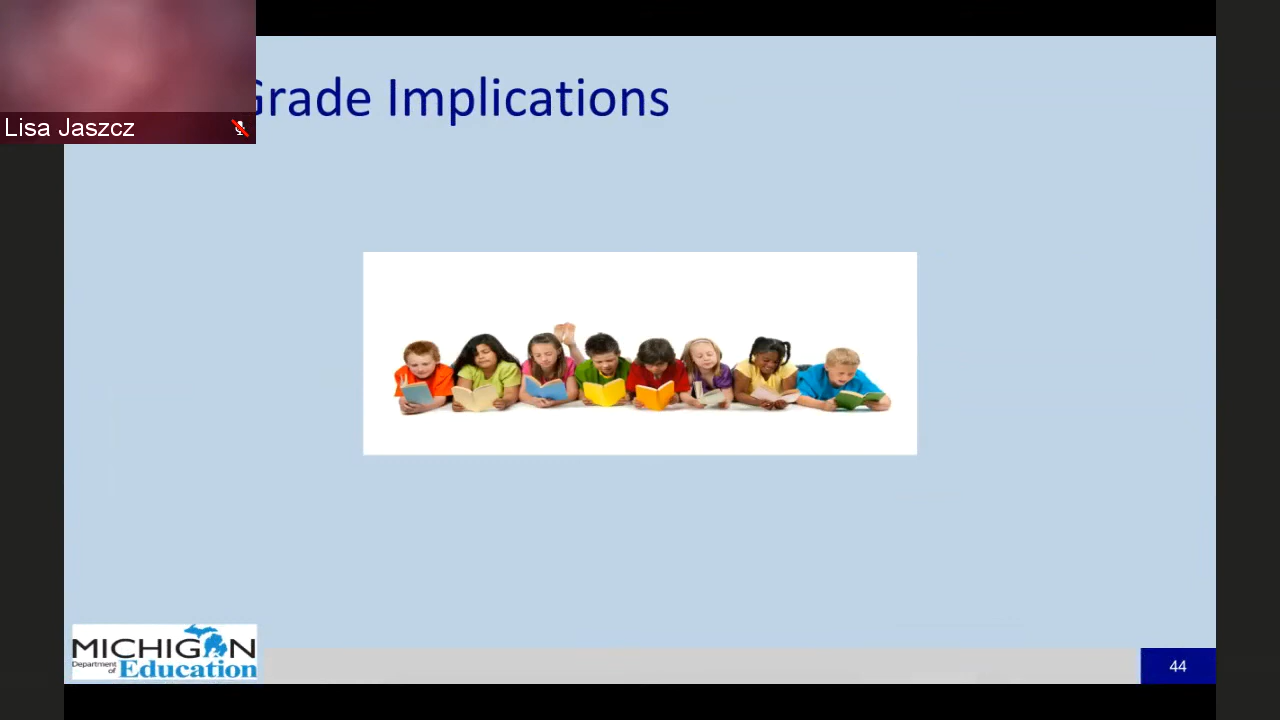 Grade Implications
Lisa Jaszcz
MICHIGAN
Department
of Education
44